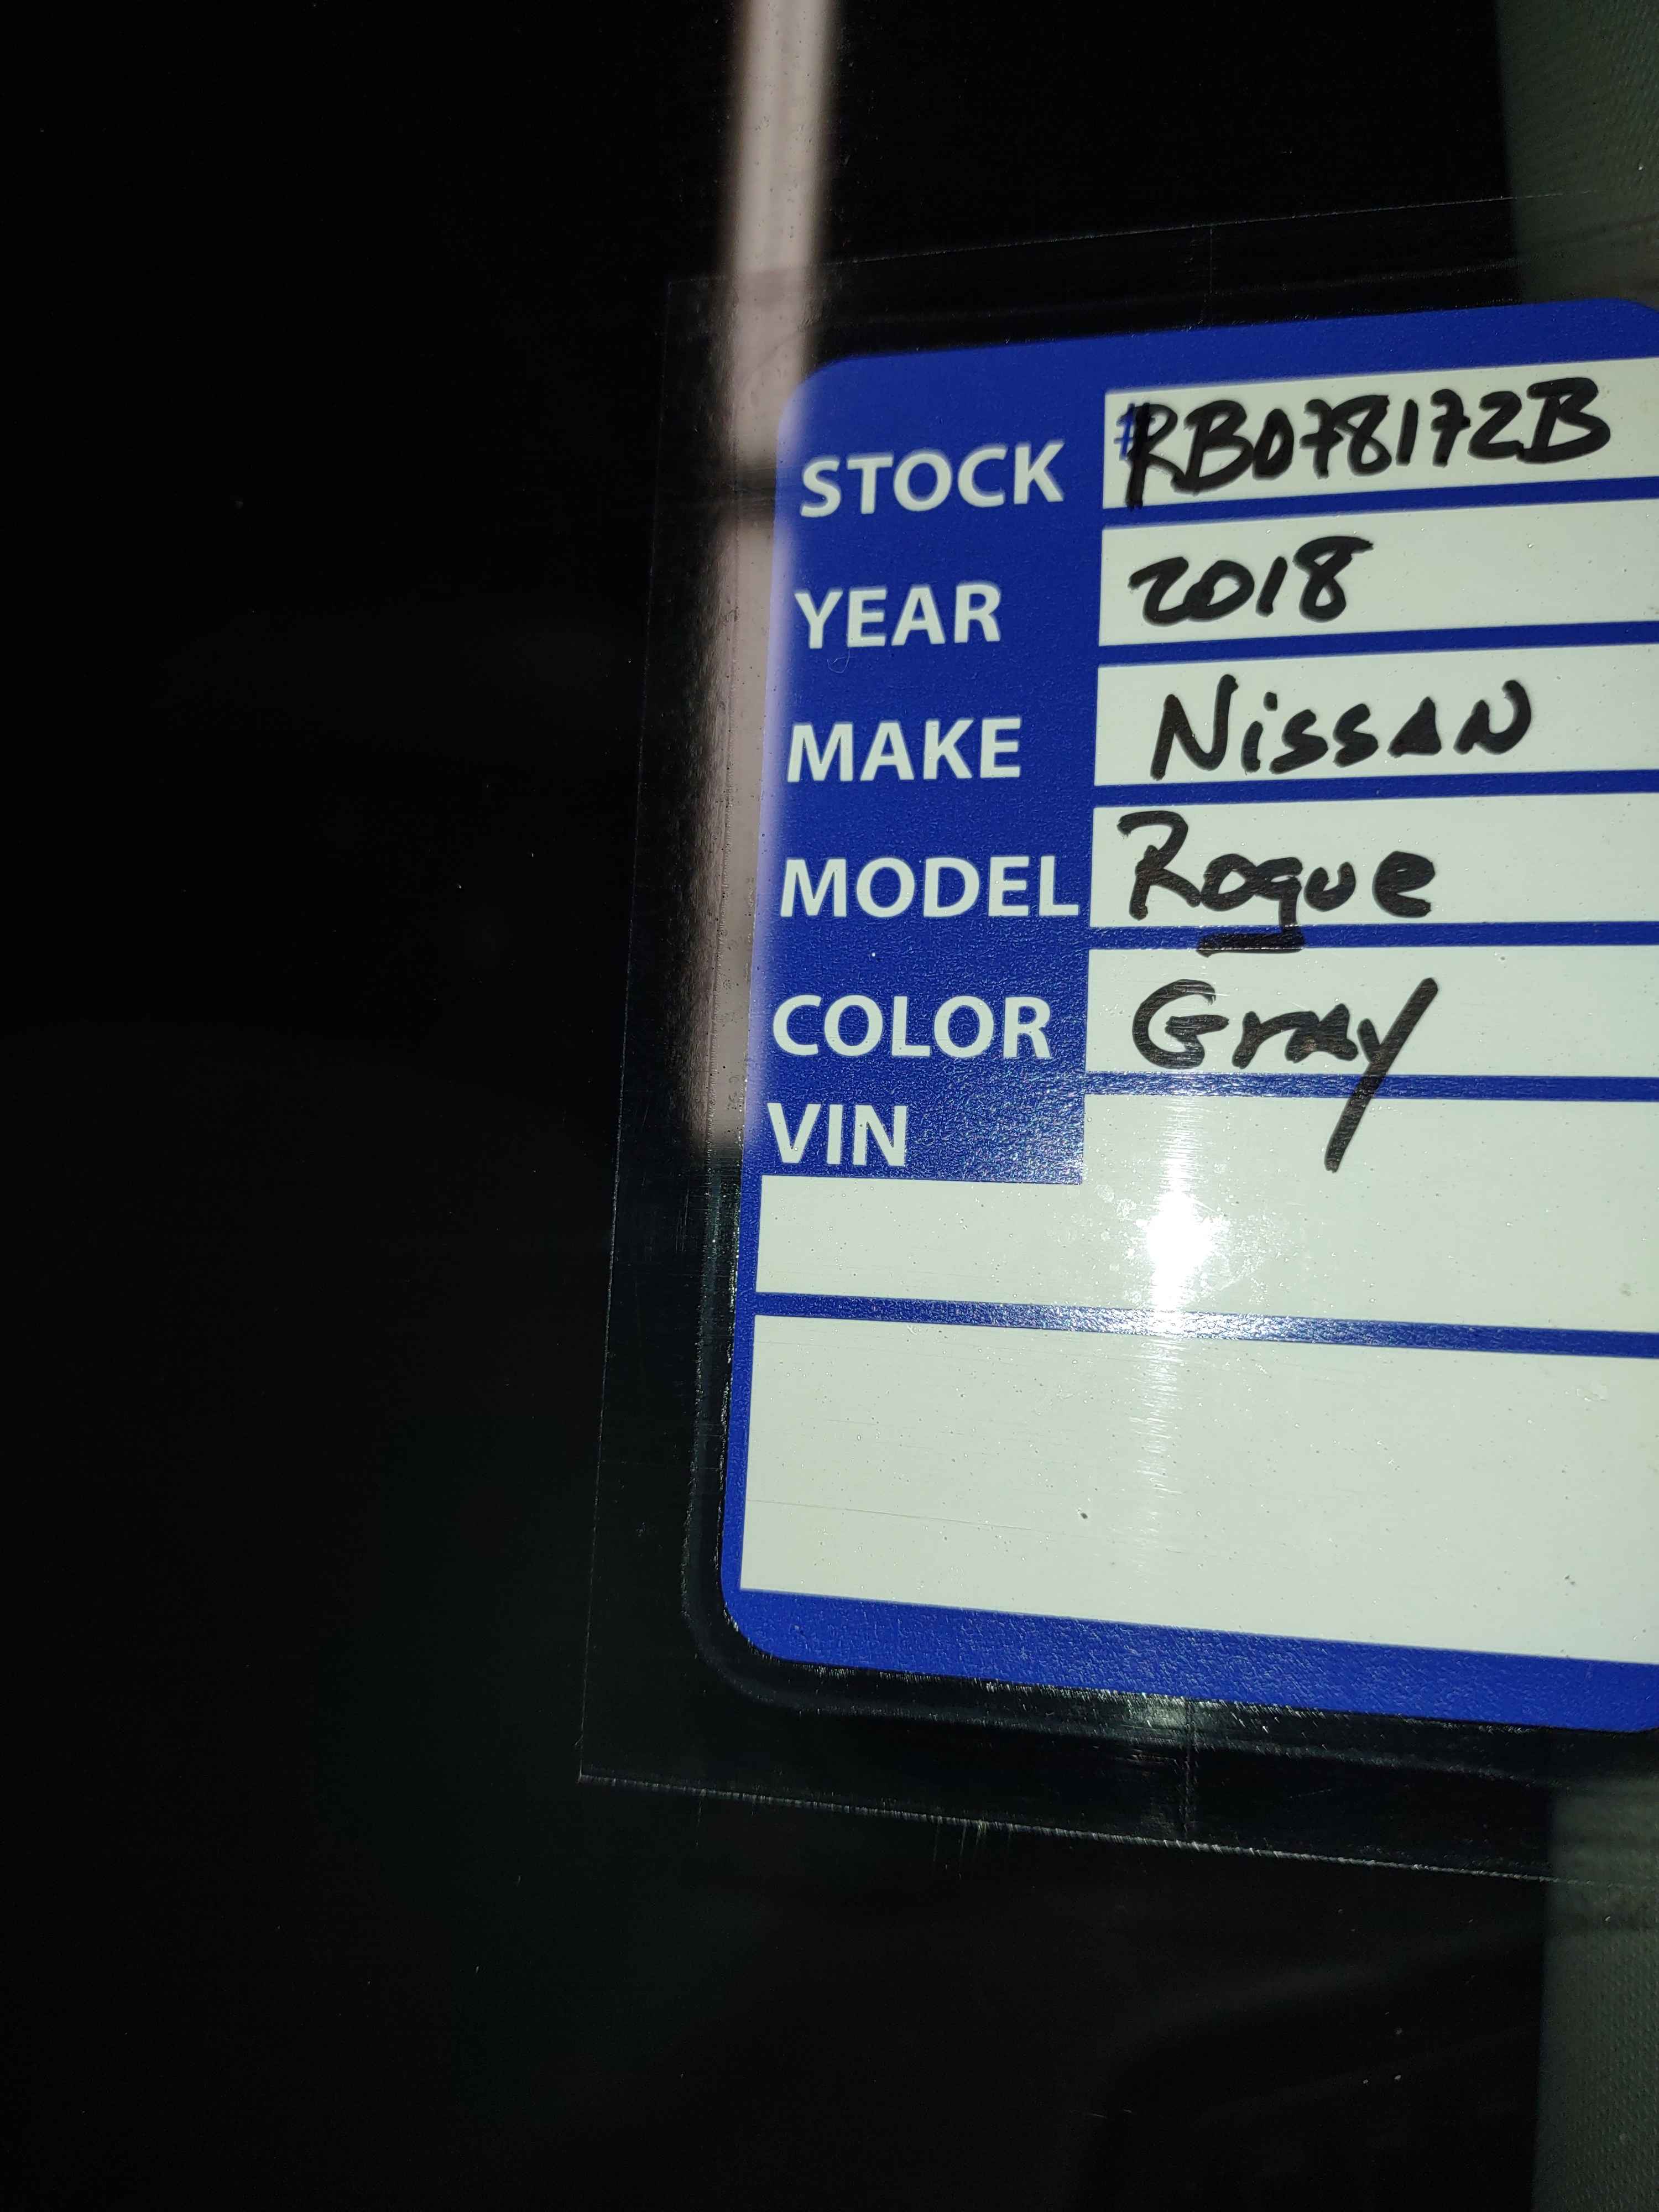 STOCK #RB078172B
YEAR 2018
MAKE Nissan
MODEL Rogue
COLOR Gray
VIN